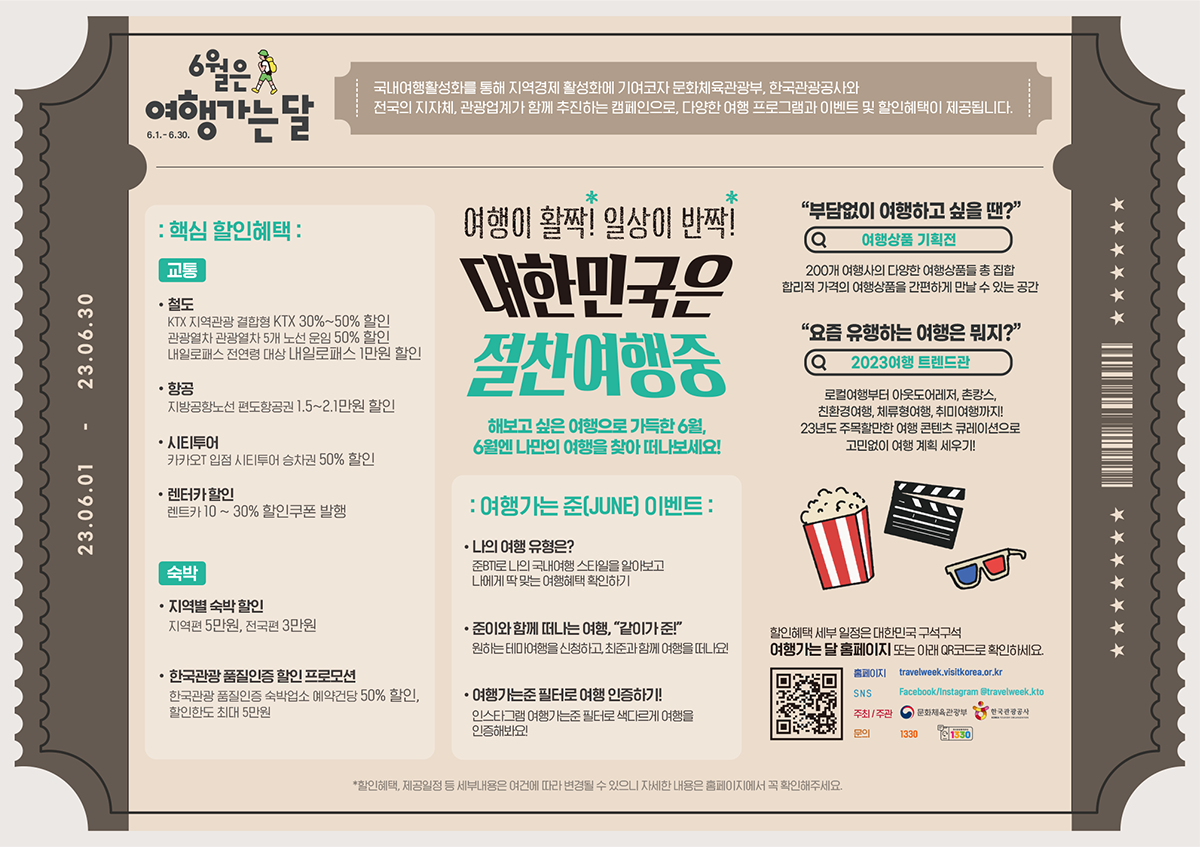 6월은
여행가는 달
6.1. - 6.30.
국내여행활성화를 통해 지역경제 활성화에 기여코자 문화체육관광부, 한국관광공사와
전국의 지자체, 관광업계가 함께 추진하는 캠페인으로, 다양한 여행 프로그램과 이벤트 및 할인혜택이 제공됩니다.
23.06.01 - 23.06.30
: 핵심 할인혜택 :
교통
• 철도
KTX 지역관광 결합형 KTX 30%~50% 할인
관광열차 관광열차 5개 노선 운임 50% 할인
내일로패스 전연령 대상 내일로패스 1만원 할인
• 항공
지방공항노선 편도항공권 1.5~2.1만원 할인
• 시티투어
카카오T 입점 시티투어 승차권 50% 할인
• 렌터카 할인
렌트카 10 ~ 30% 할인쿠폰 발행
숙박
• 지역별 숙박 할인
지역편 5만원, 전국편 3만원
• 한국관광 품질인증 할인 프로모션
한국관광 품질인증 숙박업소 예약건당 50% 할인,
할인한도 최대 5만원
여행이 활짝! 일상이 반짝!
대한민국은
절찬여행중
해보고 싶은 여행으로 가득한 6월,
6월엔 나만의 여행을 찾아 떠나보세요!
: 여행가는 준(JUNE) 이벤트 :
• 나의 여행 유형은?
준BTI로 나의 국내여행 스타일을 알아보고
나에게 딱 맞는 여행혜택 확인하기
• 준이와 함께 떠나는 여행, “같이가 준!”
원하는 테마여행을 신청하고, 최준과 함께 여행을 떠나요!
• 여행가는준 필터로 여행 인증하기!
인스타그램 여행가는준 필터로 색다르게 여행을
인증해봐요!
“부담없이 여행하고 싶을 땐?”
여행상품 기획전
200개 여행사의 다양한 여행상품들 총 집합
합리적 가격의 여행상품을 간편하게 만날 수 있는 공간
“요즘 유행하는 여행은 뭐지?”
2023여행 트렌드관
로컬여행부터 아웃도어레저, 촌캉스,
친환경여행, 체류형여행, 취미여행까지!
23년도 주목할만한 여행 콘텐츠 큐레이션으로
고민없이 여행 계획 세우기!
할인혜택 세부 일정은 대한민국 구석구석
여행가는 달 홈페이지 또는 아래 QR코드로 확인하세요.
홈페이지 travelweek.visitkorea.or.kr
SNS Facebook/Instagram @travelweek_kto
주최 / 주관 문화체육관광부 한국관광공사
문의 1330 1330
*할인혜택, 제공일정 등 세부내용은 여건에 따라 변경될 수 있으니 자세한 내용은 홈페이지에서 꼭 확인해주세요.